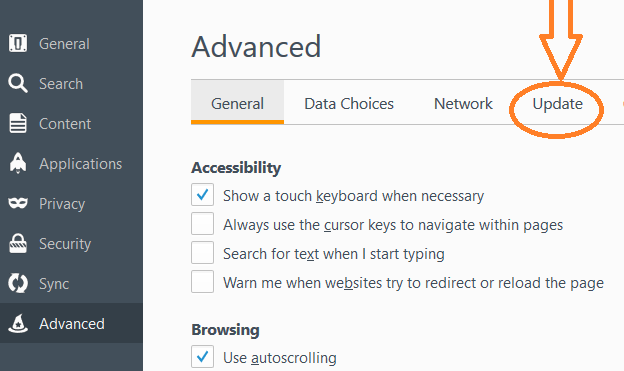 Advanced
General
Search
Content
Applications
Privacy
Security
Sync
Advanced
General Data Choices Network Update
Accessibility
Show a touch keyboard when necessary
Always use the cursor keys to navigate within pages
Search for text when I start typing
Warn me when websites try to redirect or reload the page
Browsing
Use autoscrolling